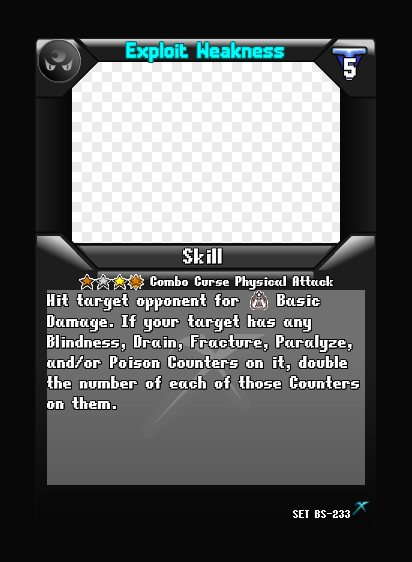 Exploit Weakness
5
Skill
Combo Curse Physical Attack
Hit target opponent for Basic
Damage. If your target has any
Blindness, Drain, Fracture, Paralyze,
and/or Poison Counters on it, double
the number of each of those Counters
on them.
SET BS-233